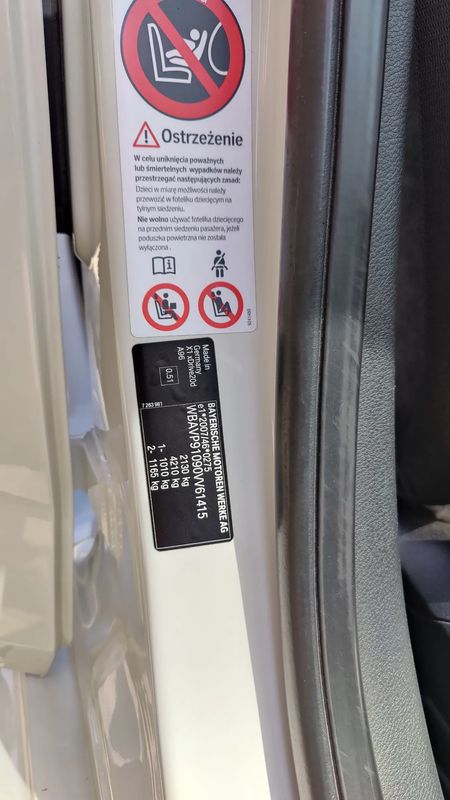 Ostrzeżenie
W celu uniknięcia poważnych
lub śmiertelnych wypadków należy
przestrzegać następujących zasad:
Dzieci w miarę możliwości należy
przewozić w foteliku dziecięcym na
tylnym siedzeniu.
Nie wolno używać fotelika dziecięcego
na przednim siedzeniu pasażera, jeżeli
poduszka powietrzna nie została
wyłączona .
BAYERISCHE MOTOREN WERKE AG
e1*2007/46*0275
WBAVP91090VV61415
2130 kg
4210 kg
1- 1010 kg
2- 1165 kg
Made in
Germany
X1 xDrive20d
A96
0.51
7 263 981